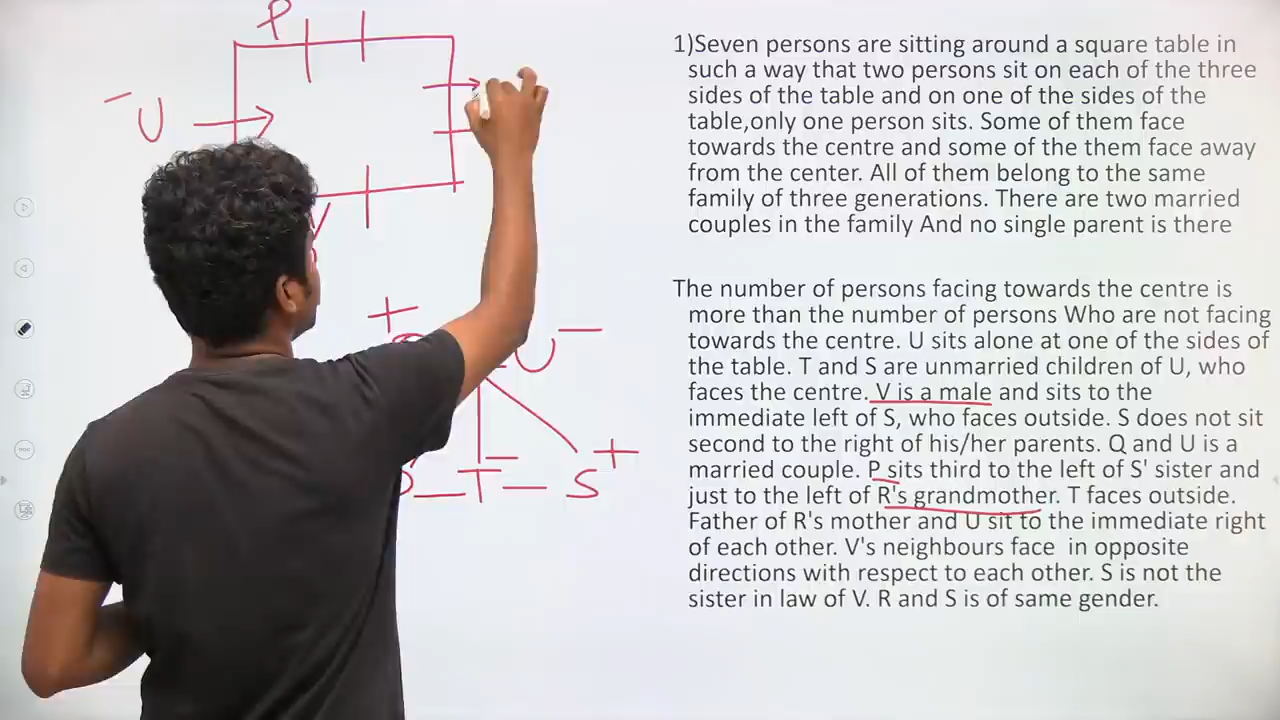 P
-U
+
U-
T
S
+
1)Seven persons are sitting around a square table in
such a way that two persons sit on each of the three
sides of the table and on one of the sides of the
table,only one person sits. Some of them face
towards the centre and some of the them face away
from the center. All of them belong to the same
family of three generations. There are two married
couples in the family And no single parent is there
The number of persons facing towards the centre is
more than the number of persons Who are not facing
towards the centre. U sits alone at one of the sides of
the table. T and S are unmarried children of U, who
faces the centre. V is a male and sits to the
immediate left of S, who faces outside. S does not sit
second to the right of his/her parents. Q and U is a
married couple. P sits third to the left of S' sister and
just to the left of R's grandmother. T faces outside.
Father of R's mother and U sit to the immediate right
of each other. V's neighbours face in opposite
directions with respect to each other. S is not the
sister in law of V. R and S is of same gender.